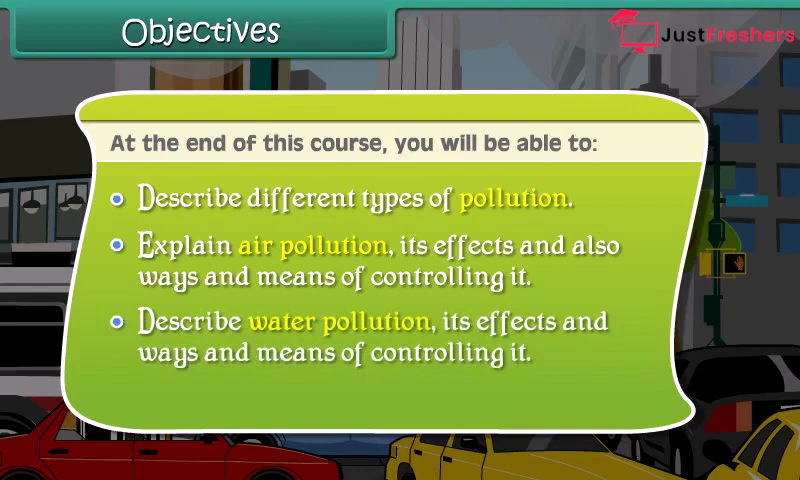 Objectives
JustFreshers
At the end of this course, you will be able to:
Describe different types of pollution.
Explain air pollution, its effects and also
ways and means of controlling it.
Describe water pollution, its effects and
ways and means of controlling it.